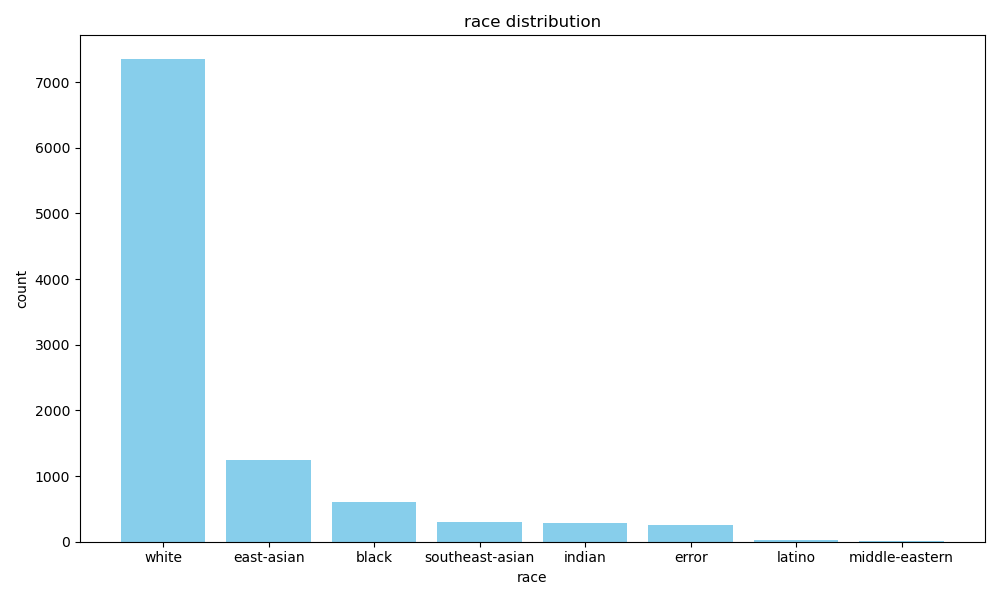 race distribution
count
7000
6000
5000
4000
3000
2000
1000
0
white east-asian black southeast-asian indian error latino middle-eastern
race